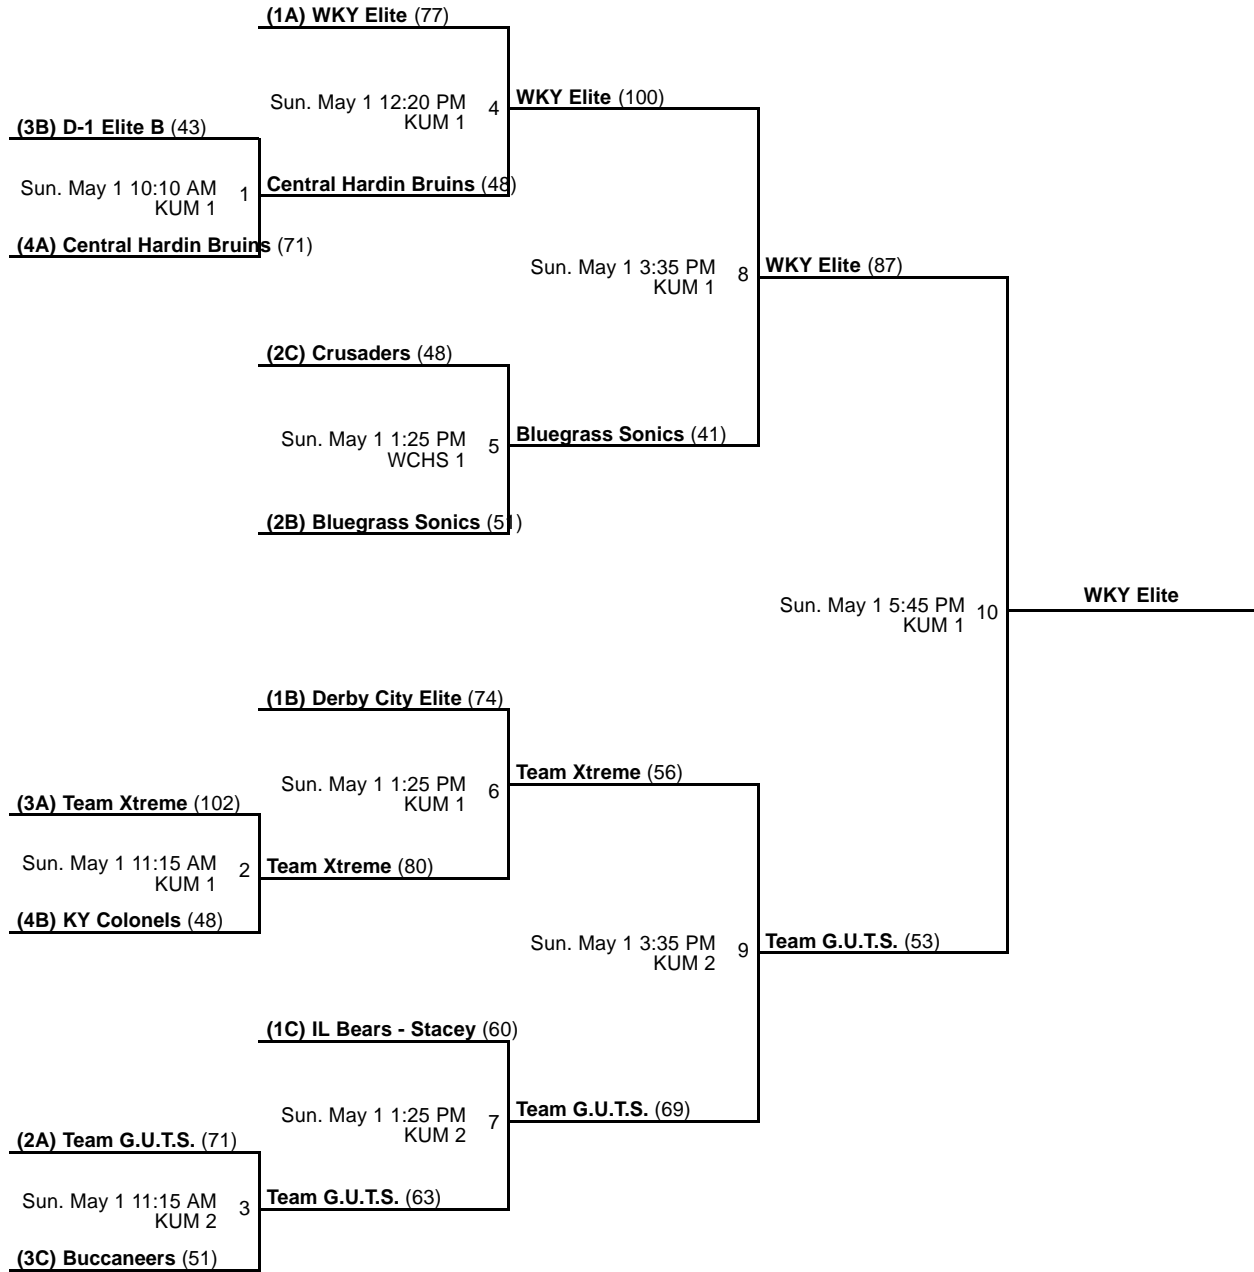 (1A) WKY Elite (77)
Sun. May 1 12:20 PM 4
KUM 1
WKY Elite (100)
(3B) D-1 Elite B (43)
Sun. May 1 10:10 AM 1
KUM 1
Central Hardin Bruins (48)
(4A) Central Hardin Bruins (71)
Sun. May 1 3:35 PM 8
KUM 1
WKY Elite (87)
(2C) Crusaders (48)
Sun. May 1 1:25 PM 5
WCHS 1
Bluegrass Sonics (41)
(2B) Bluegrass Sonics (51)
Sun. May 1 5:45 PM 10
KUM 1
WKY Elite
(1B) Derby City Elite (74)
Sun. May 1 1:25 PM 6
KUM 1
Team Xtreme (56)
(3A) Team Xtreme (102)
Sun. May 1 11:15 AM 2
KUM 1
Team Xtreme (80)
(4B) KY Colonels (48)
Sun. May 1 3:35 PM 9
KUM 2
Team G.U.T.S. (53)
(1C) IL Bears - Stacey (60)
Sun. May 1 1:25 PM 7
KUM 2
Team G.U.T.S. (69)
(2A) Team G.U.T.S. (71)
Sun. May 1 11:15 AM 3
KUM 2
Team G.U.T.S. (63)
(3C) Buccaneers (51)